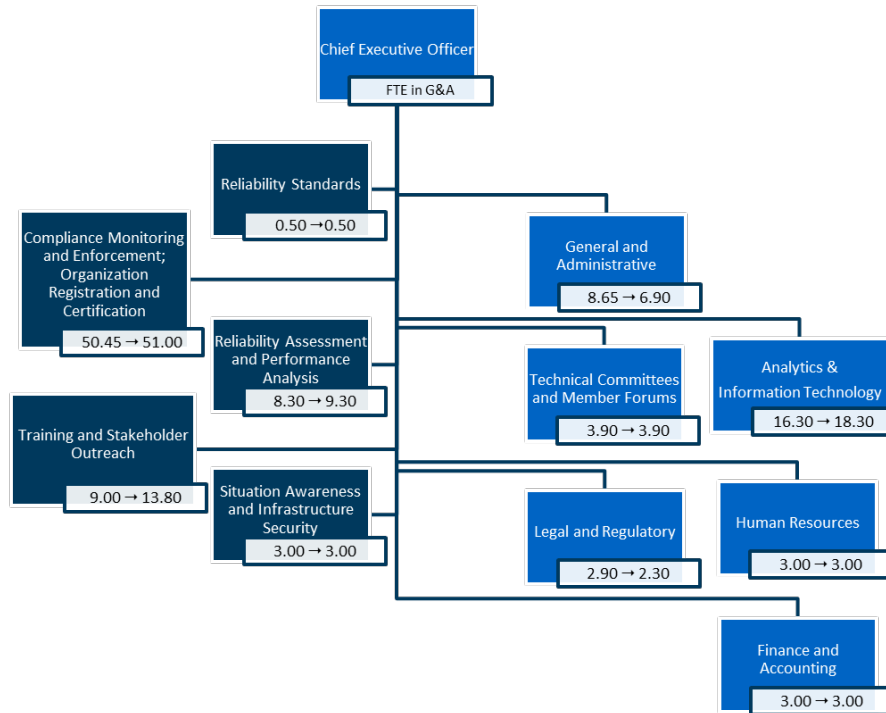 Chief Executive Officer
FTE in G&A
Reliability Standards
0.50 →0.50
Compliance Monitoring
and Enforcement;
Organization
Registration and
Certification
50.45 → 51.00
General and
Administrative
8.65 → 6.90
Reliability Assessment
and Performance
Analysis
8.30 → 9.30
Technical Committees
and Member Forums
3.90 → 3.90
Analytics &
Information Technology
16.30 → 18.30
Training and Stakeholder
Outreach
9.00 → 13.80
Situation Awareness
and Infrastructure
Security
3.00 → 3.00
Legal and Regulatory
2.90 → 2.30
Human Resources
3.00 → 3.00
Finance and
Accounting
3.00 → 3.00